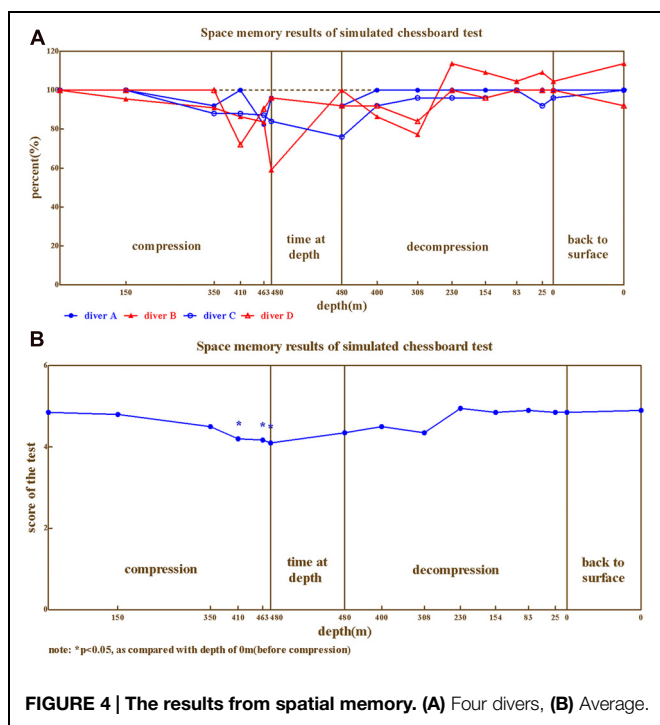 A
Space memory results of simulated chessboard test
percent(%)
120
100
80
60
40
20
0
compression
time at depth
decompression
back to surface
150 350 410 463 480 480 400 308 230 154 83 25 0 0
depth(m)
diver A diver B diver C diver D
B
Space memory results of simulated chessboard test
score of the test
6
4
2
0
* * *
compression
time at depth
decompression
back to surface
150 350 410 463 480 480 400 308 230 154 83 25 0 0
depth(m)
note: *p<0.05, as compared with depth of 0m(before compression)
FIGURE 4 | The results from spatial memory. (A) Four divers, (B) Average.